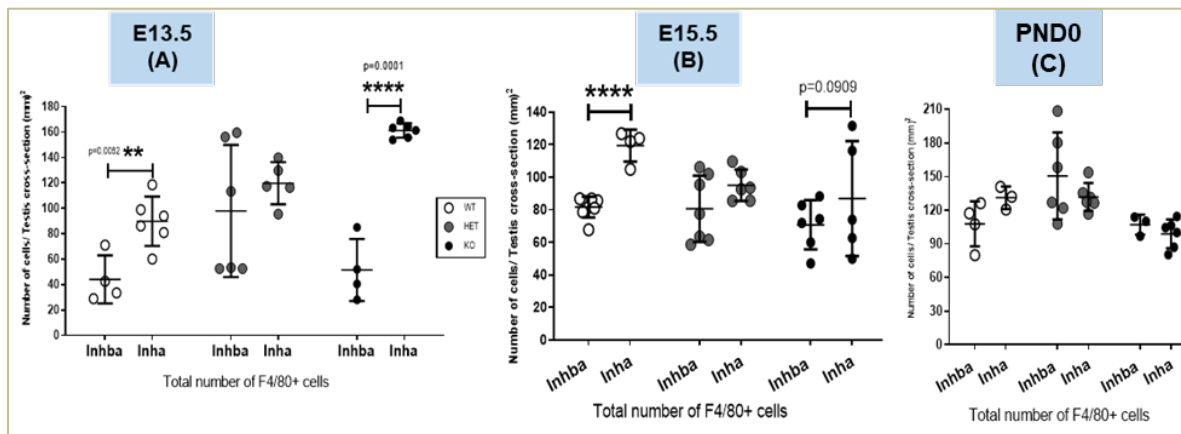 E13.5
(A)
p=0.0001
****
p=0.0082
**
Number of cells/ Testis cross-section (mm)²
180
160
140
120
100
80
60
40
20
0
Inhba Inha Inhba Inha Inhba Inha
Total number of F4/80+ cells
WT
HET
KO
E15.5
(B)
****
p=0.0909
Number of cells/ Testis cross-section (mm)²
140
120
100
80
60
40
20
0
Inhba Inha Inhba Inha Inhba Inha
Total number of F4/80+ cells
PND0
(C)
Number of cells/ Testis cross-section (mm)²
210
180
150
120
90
60
30
0
Inhba Inha Inhba Inha Inhba Inha
Total number of F4/80+ cells